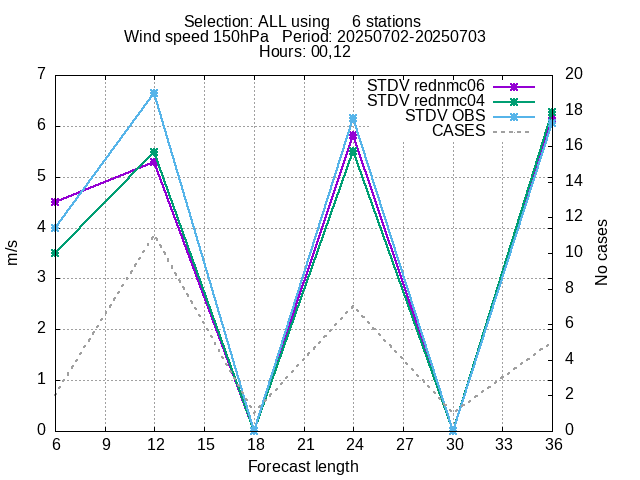 Selection: ALL using     6 stations
Wind speed 150hPa   Period: 20250702-20250703
Hours: 00,12
STDV rednmc06
STDV rednmc04
STDV OBS
CASES
7
6
5
4
3
2
1
0
m/s
20
18
16
14
12
10
8
6
4
2
0
No cases
6 9 12 15 18 21 24 27 30 33 36
Forecast length